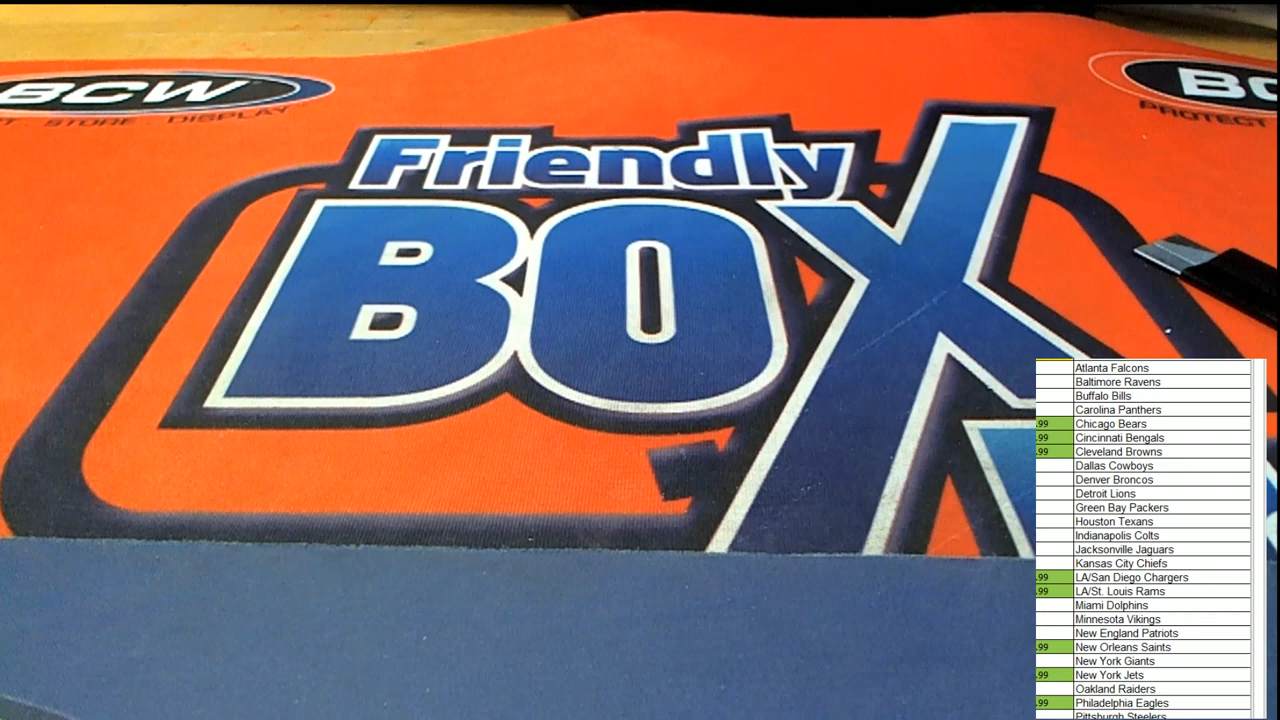 BCW
T · STORE · DISPLAY
BC
PROTECT
Friendly
BOX
Atlanta Falcons
Baltimore Ravens
Buffalo Bills
Carolina Panthers
.99 Chicago Bears
.99 Cincinnati Bengals
.99 Cleveland Browns
Dallas Cowboys
Denver Broncos
Detroit Lions
Green Bay Packers
Houston Texans
Indianapolis Colts
Jacksonville Jaguars
Kansas City Chiefs
.99 LA/San Diego Chargers
.99 LA/St. Louis Rams
Miami Dolphins
Minnesota Vikings
New England Patriots
.99 New Orleans Saints
New York Giants
.99 New York Jets
Oakland Raiders
.99 Philadelphia Eagles
Pittsburgh Steelers